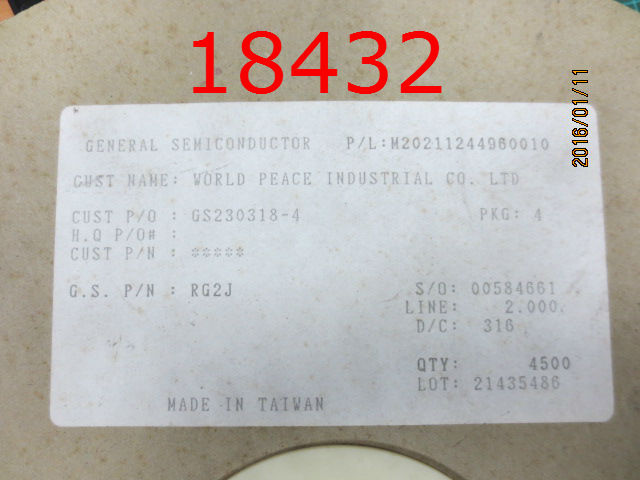 18432
2016/01/11
GENERAL SEMICONDUCTOR P/L:M20211244960010
CUST NAME: WORLD PEACE INDUSTRIAL CO. LTD
CUST P/O : GS230318-4 PKG: 4
H.Q P/O# :
CUST P/N : *****
G.S. P/N : RG2J S/O: 00584661
LINE: 2.000
D/C: 316
QTY: 4500
LOT: 21435486
MADE IN TAIWAN